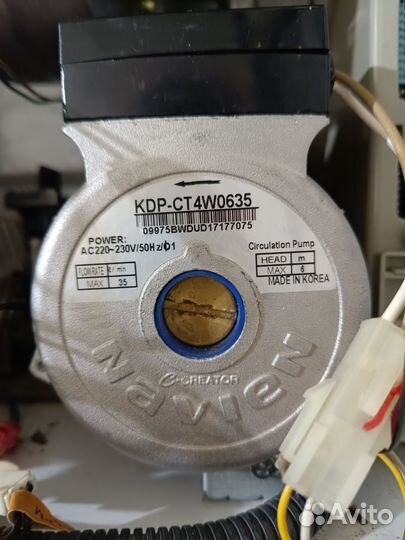 KDP-CT4W0635
09975BWDUD17177075
POWER:
AC220~230V/50Hz/Φ1
Circulation Pump
FLOW RATE ℓ/min
MAX 35
HEAD m
MAX 6
MADE IN KOREA
e-CREATOR
NAViEN
Avito